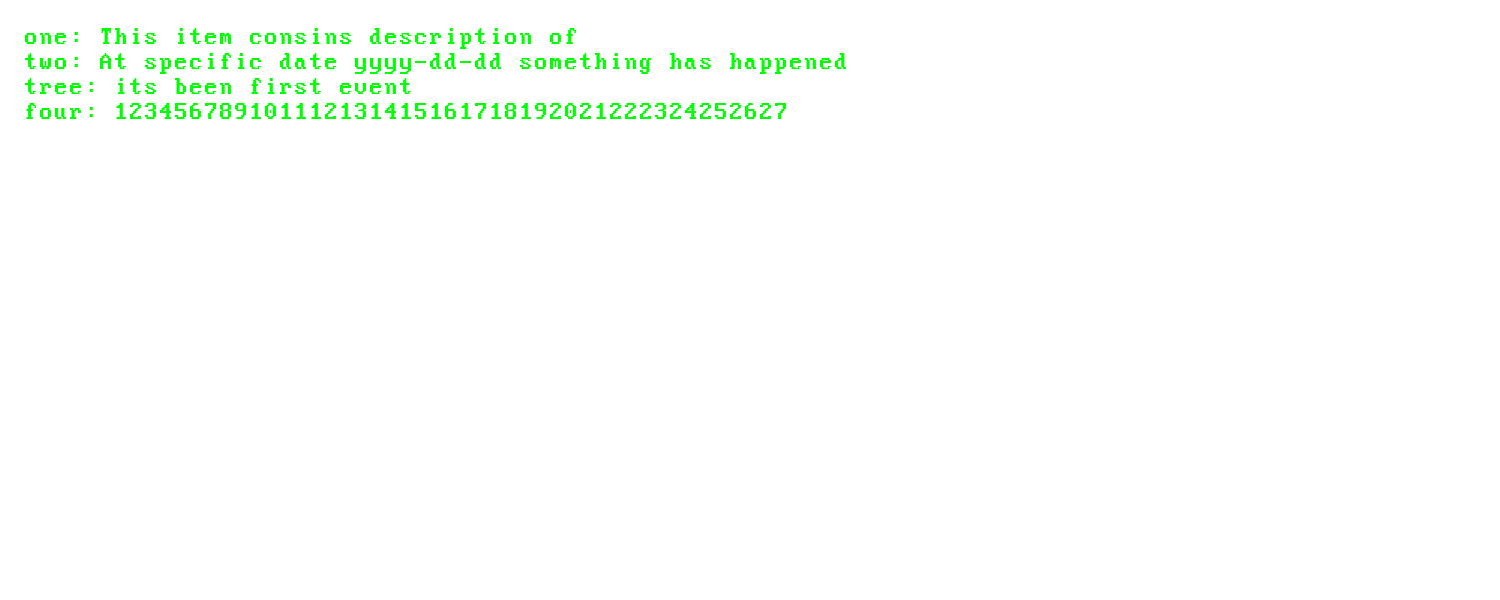 one: This item consins description of
two: At specific date yyyy-dd-dd something has happened
tree: its been first event
four: 123456789101112131415161718192021222324252627